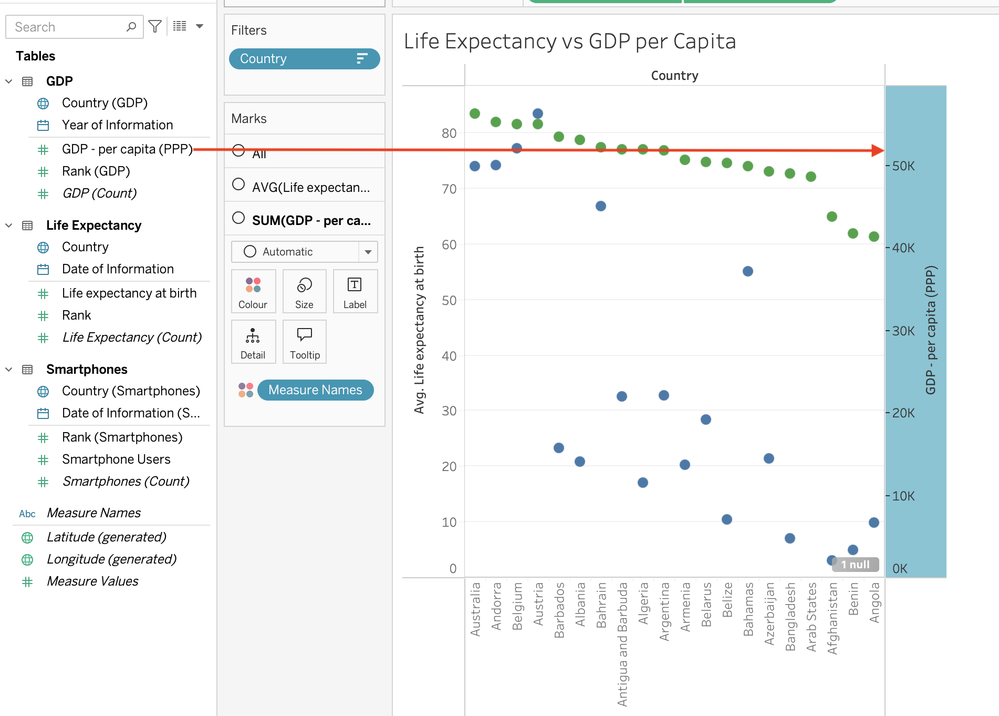 Search
Tables
GDP
Country (GDP)
Year of Information
GDP - per capita (PPP)
Rank (GDP)
GDP (Count)
Life Expectancy
Country
Date of Information
Life expectancy at birth
Rank
Life Expectancy (Count)
Smartphones
Country (Smartphones)
Date of Information (S...
Rank (Smartphones)
Smartphone Users
Smartphones (Count)
Abc Measure Names
Latitude (generated)
Longitude (generated)
Measure Values
Filters
Country
Marks
All
AVG(Life expectan...
SUM(GDP - per ca...
Automatic
Colour Size T Label
Detail Tooltip
Measure Names
Life Expectancy vs GDP per Capita
Country
Avg. Life expectancy at birth
80
70
60
50
40
30
20
10
0
50K
40K
30K
20K
10K
0K
GDP - per capita (PPP)
1 null
Australia
Andorra
Belgium
Austria
Barbados
Albania
Bahrain
Antigua and Barbuda
Algeria
Argentina
Armenia
Belarus
Belize
Bahamas
Azerbaijan
Bangladesh
Arab States
Afghanistan
Benin
Angola